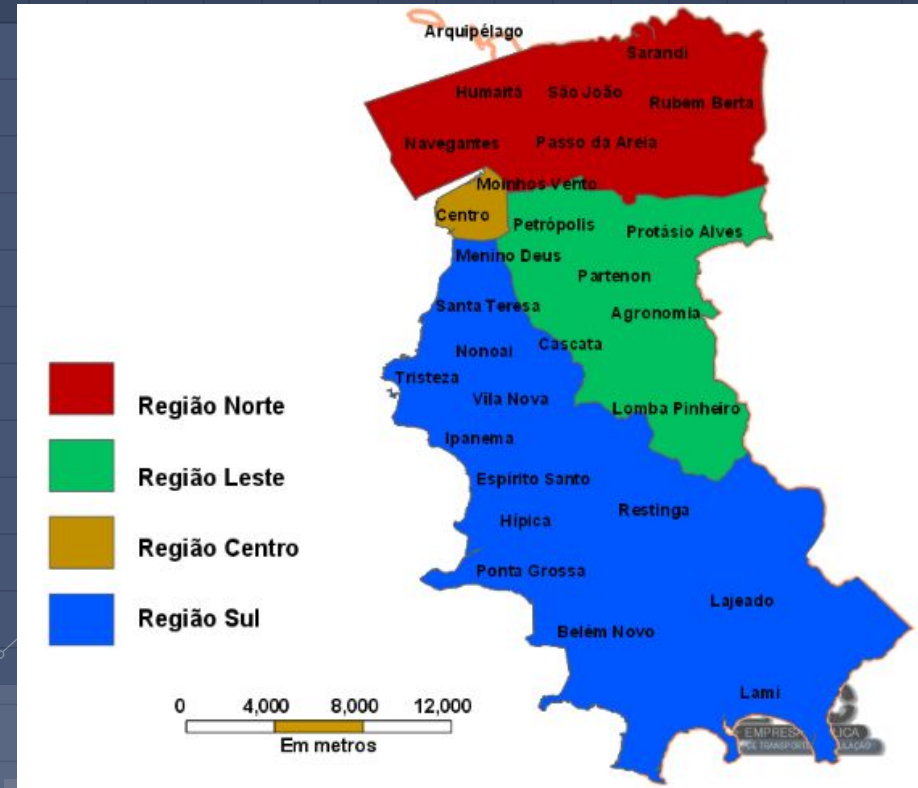 Arquipélago
Sarandi
Humaitá
São João
Rubem Berta
Navegantes
Passo da Areia
Moinhos Vento
Centro
Petrópolis
Protásio Alves
Menino Deus
Partenon
Santa Teresa
Agronomia
Cascata
Nonoai
Tristeza
Vila Nova
Lomba Pinheiro
Ipanema
Espírito Santo
Restinga
Hípica
Ponta Grossa
Lajeado
Belém Novo
Lami
Região Norte
Região Leste
Região Centro
Região Sul
0 4,000 8,000 12,000
Em metros